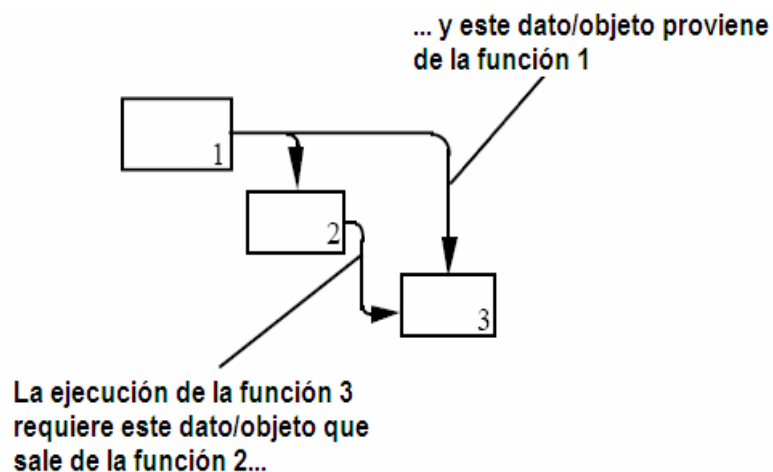 ... y este dato/objeto proviene
de la función 1
1
2
3
La ejecución de la función 3
requiere este dato/objeto que
sale de la función 2...